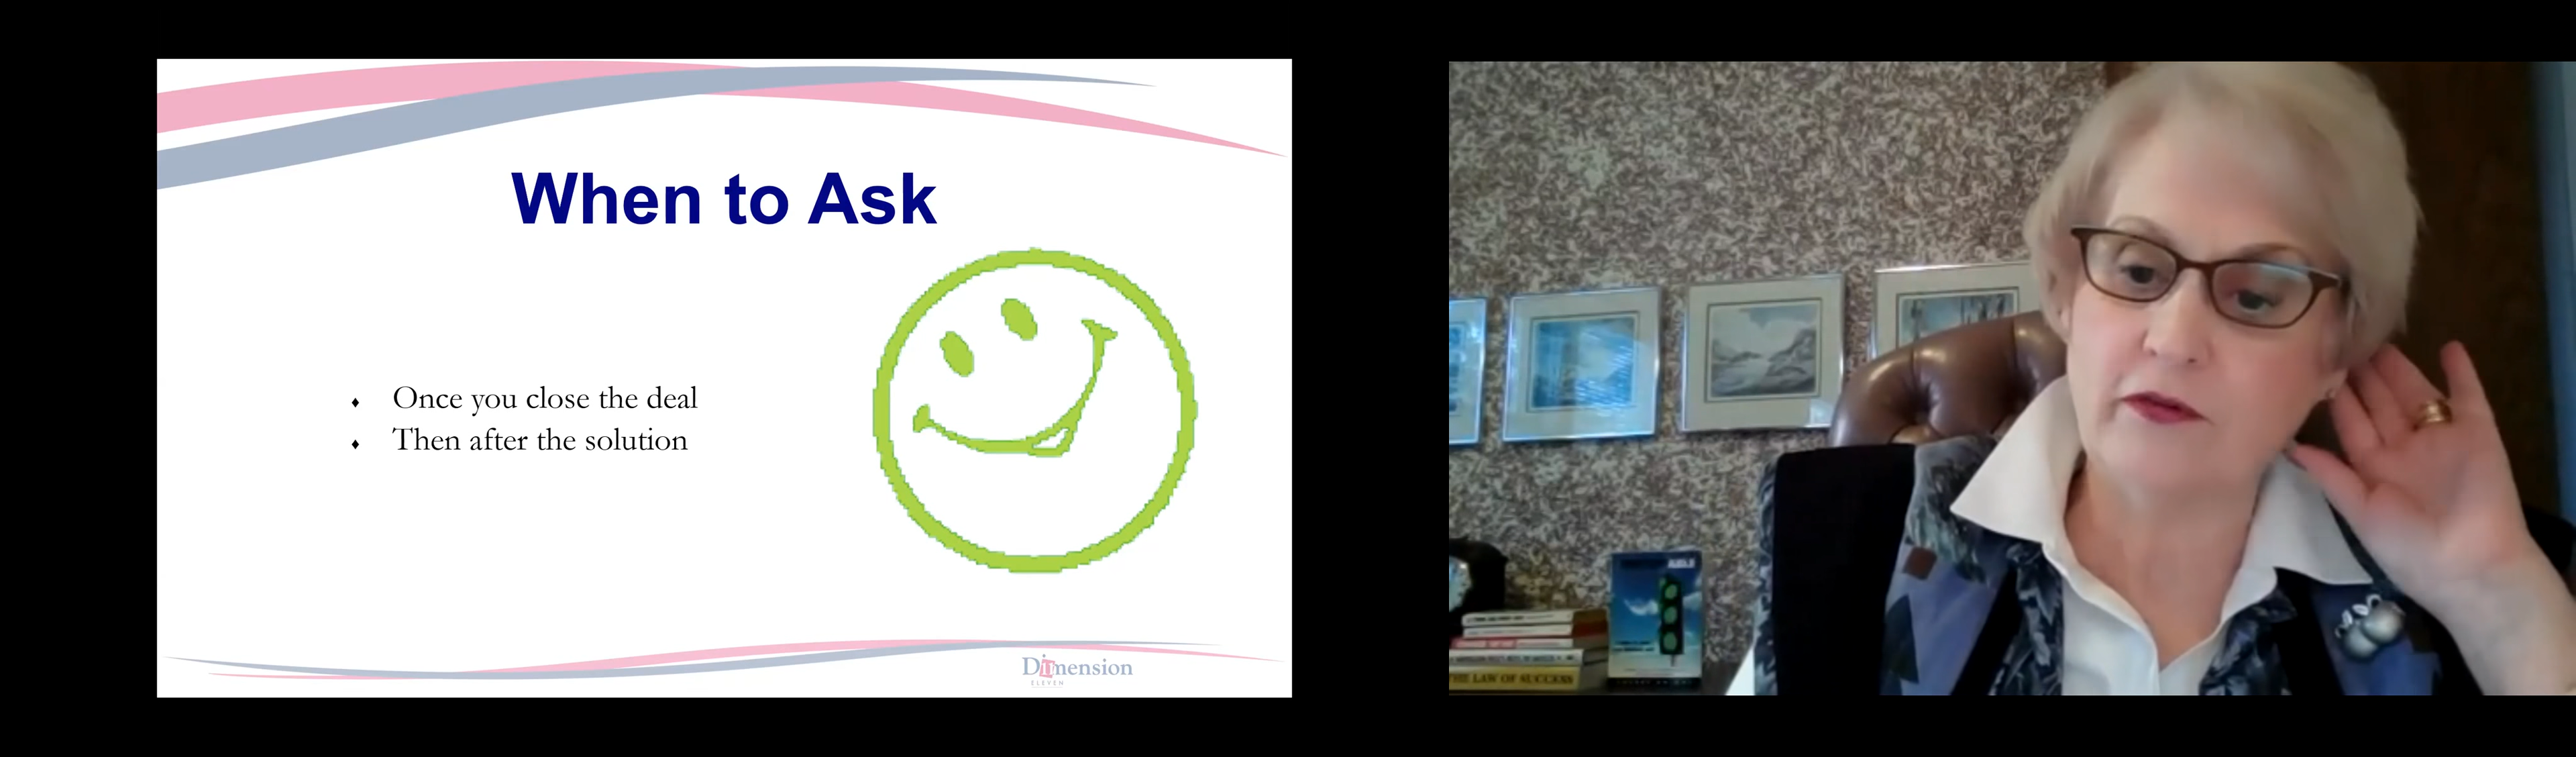 When to Ask
Once you close the deal
Then after the solution
Dimension
ELEVEN
THE LAW OF SUCCESS